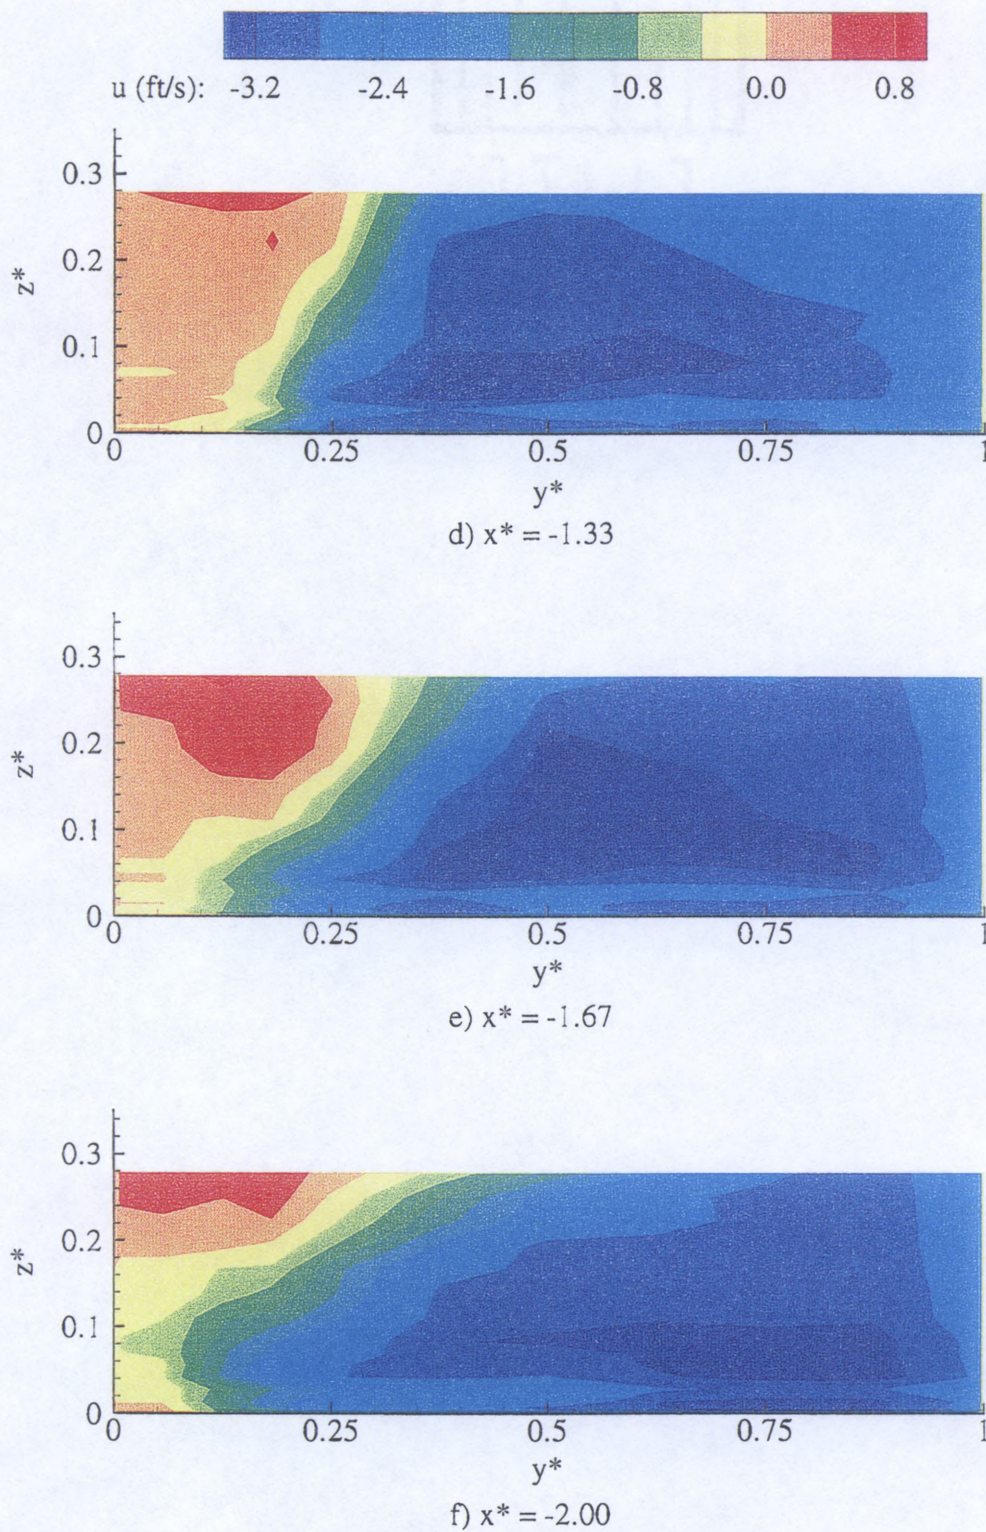 u (ft/s): -3.2 -2.4 -1.6 -0.8 0.0 0.8
0.3
0.2
0.1
0
z*
0 0.25 0.5 0.75 1
y*
d) x* = -1.33
0.3
0.2
0.1
0
z*
0 0.25 0.5 0.75 1
y*
e) x* = -1.67
0.3
0.2
0.1
0
z*
0 0.25 0.5 0.75 1
y*
f) x* = -2.00